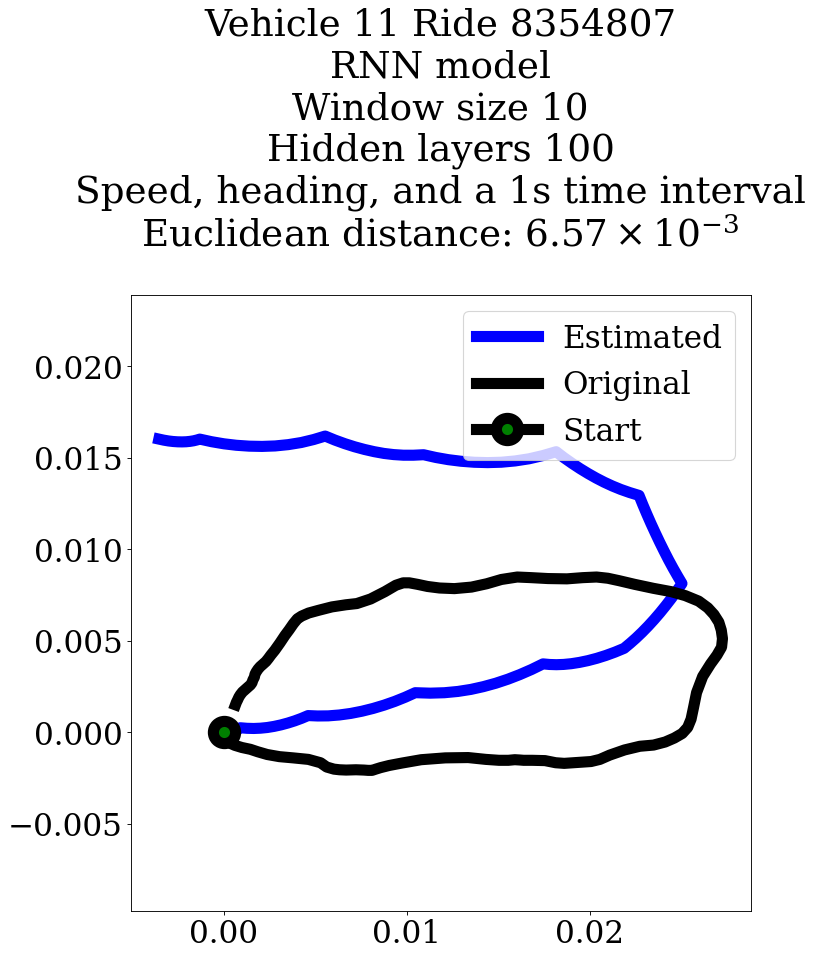 Vehicle 11 Ride 8354807
RNN model
Window size 10
Hidden layers 100
Speed, heading, and a 1s time interval
Euclidean distance: 6.57 × 10⁻³
Estimated
Original
Start
0.020
0.015
0.010
0.005
0.000
−0.005
0.00 0.01 0.02